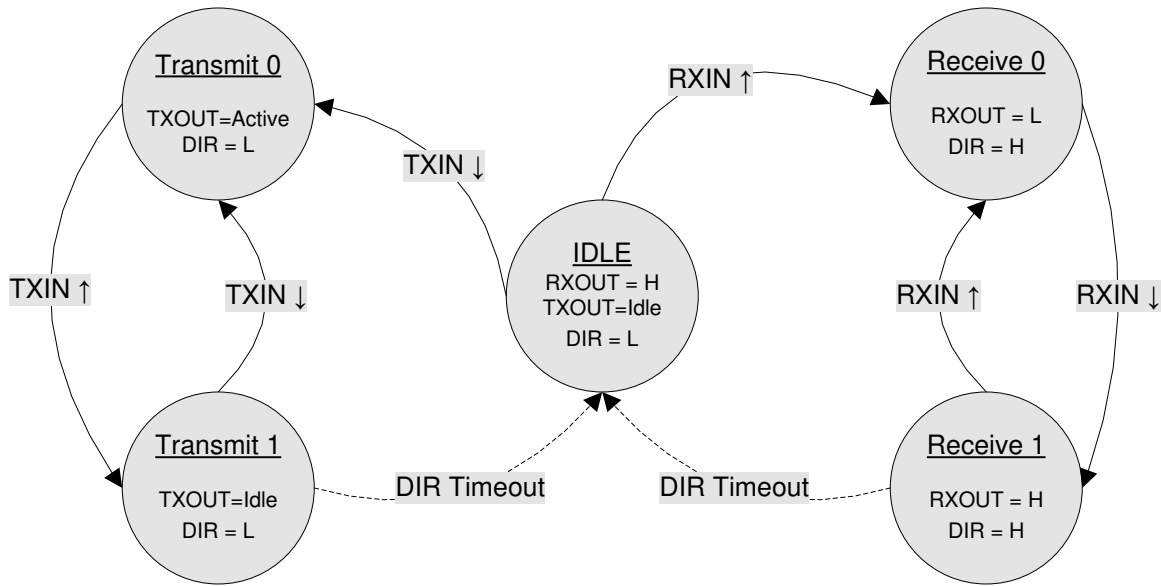 Transmit 0
TXOUT=Active
DIR = L
Receive 0
RXOUT = L
DIR = H
RXIN ↑
TXIN ↓
IDLE
RXOUT = H
TXOUT=Idle
DIR = L
TXIN ↑
TXIN ↓
RXIN ↑
RXIN ↓
Transmit 1
TXOUT=Idle
DIR = L
DIR Timeout
DIR Timeout
Receive 1
RXOUT = H
DIR = H